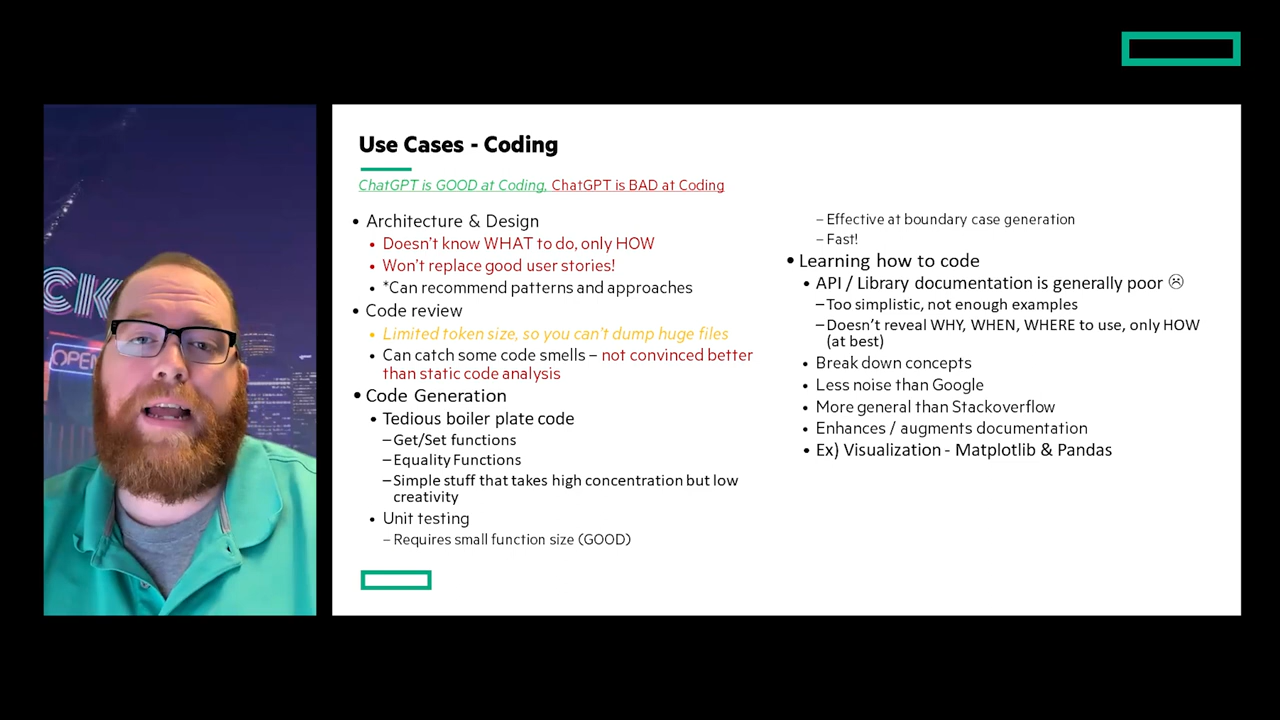 CK
OPEN
Use Cases - Coding
ChatGPT is GOOD at Coding, ChatGPT is BAD at Coding
• Architecture & Design
• Doesn't know WHAT to do, only HOW
• Won't replace good user stories!
• *Can recommend patterns and approaches
• Code review
• Limited token size, so you can't dump huge files
• Can catch some code smells – not convinced better
than static code analysis
• Code Generation
• Tedious boiler plate code
– Get/Set functions
– Equality Functions
– Simple stuff that takes high concentration but low
creativity
• Unit testing
– Requires small function size (GOOD)
– Effective at boundary case generation
– Fast!
• Learning how to code
• API / Library documentation is generally poor ☹
– Too simplistic, not enough examples
– Doesn't reveal WHY, WHEN, WHERE to use, only HOW
(at best)
• Break down concepts
• Less noise than Google
• More general than Stackoverflow
• Enhances / augments documentation
• Ex) Visualization - Matplotlib & Pandas